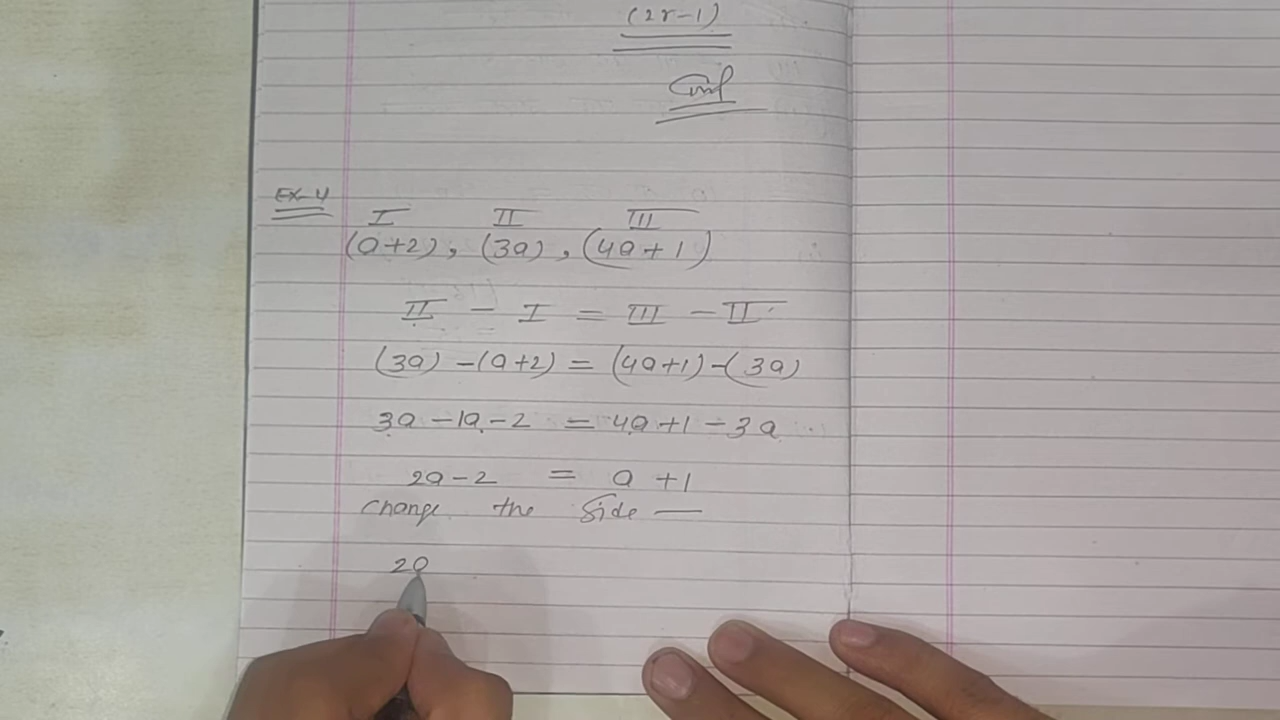 (2r-1)
Ex-4
I II III
(a+2), (3a), (4a+1)
II - I = III - II
(3a) - (a+2) = (4a+1) - (3a)
3a - 1a - 2 = 4a + 1 - 3a
2a - 2 = a + 1
Change the Side —
2a